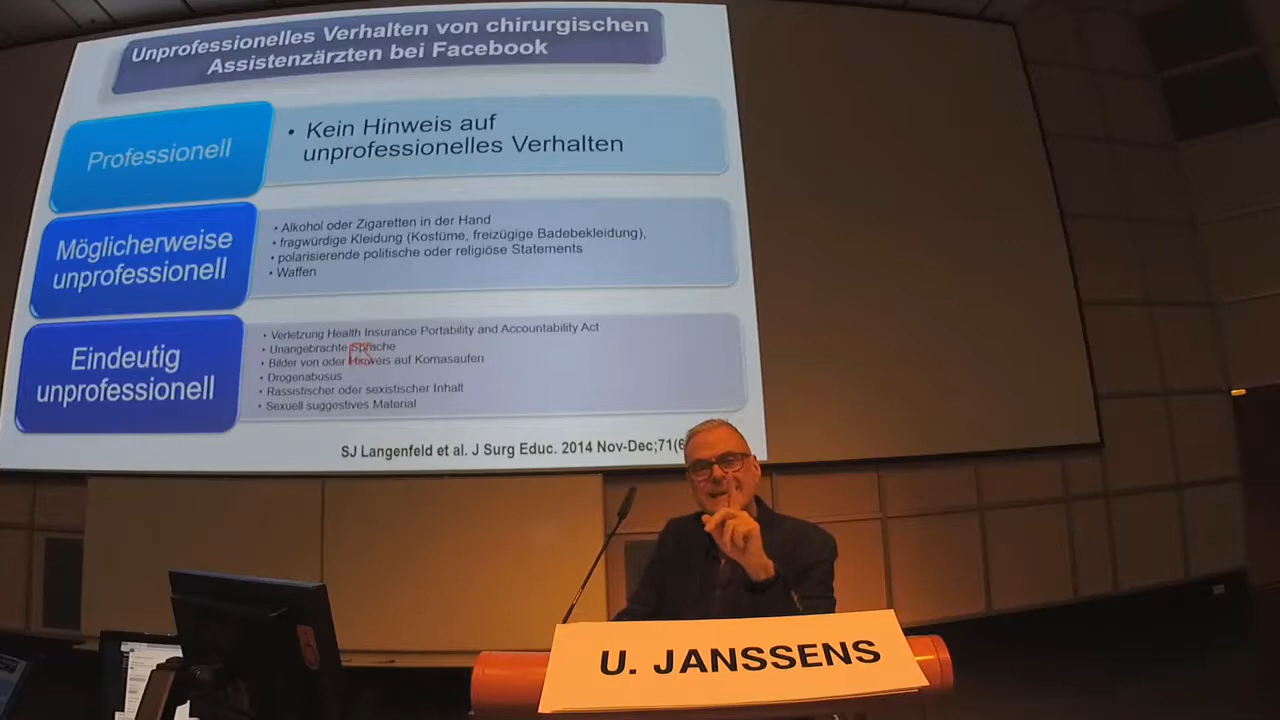 Unprofessionelles Verhalten von chirurgischen
Assistenzärzten bei Facebook
Professionell
• Kein Hinweis auf
unprofessionelles Verhalten
Möglicherweise
unprofessionell
• Alkohol oder Zigaretten in der Hand
• fragwürdige Kleidung (Kostüme, freizügige Badebekleidung),
• polarisierende politische oder religiöse Statements
• Waffen
Eindeutig
unprofessionell
• Verletzung Health Insurance Portability and Accountability Act
• Unangebrachte Sprache
• Bilder von oder Hinweis auf Komasaufen
• Drogenabusus
• Rassistischer oder sexistischer Inhalt
• Sexuell suggestives Material
SJ Langenfeld et al. J Surg Educ. 2014 Nov-Dec;71(6
U. JANSSENS